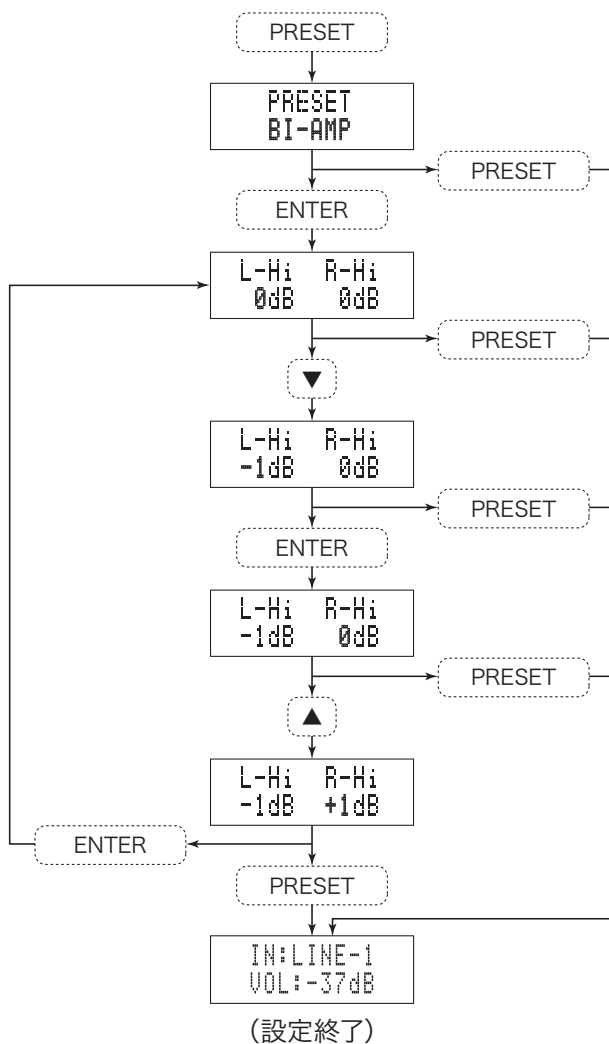 PRESET
PRESET
BI-AMP
PRESET
ENTER
L-Hi R-Hi
0dB 0dB
PRESET
▼
L-Hi R-Hi
-1dB 0dB
PRESET
ENTER
L-Hi R-Hi
-1dB 0dB
PRESET
▲
L-Hi R-Hi
-1dB +1dB
ENTER
PRESET
IN:LINE-1
VOL:-37dB
(設定終了)